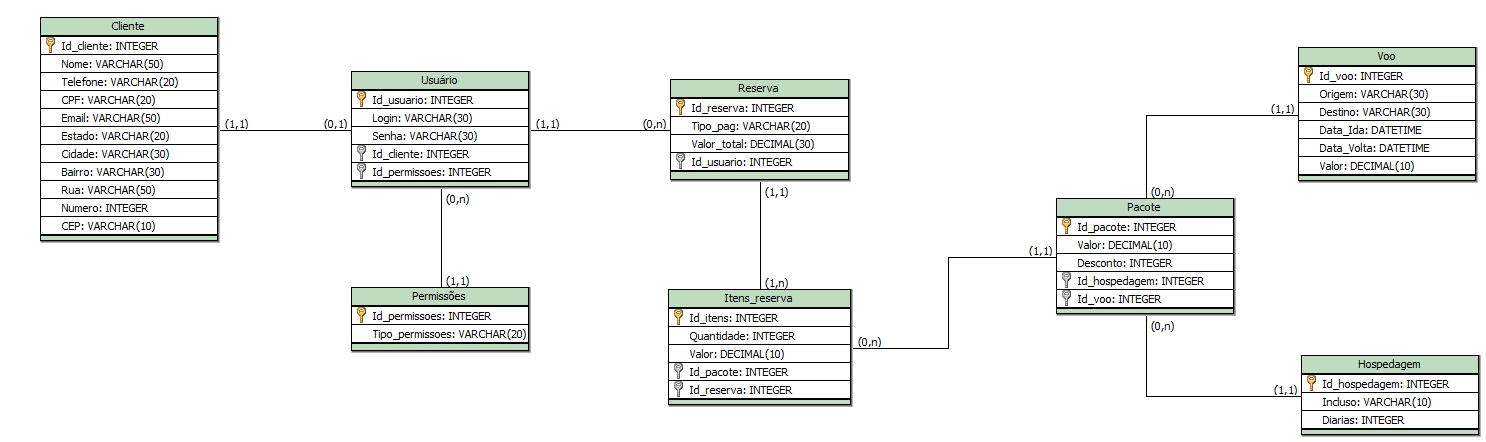 Cliente
Id_cliente: INTEGER
Nome: VARCHAR(50)
Telefone: VARCHAR(20)
CPF: VARCHAR(20)
Email: VARCHAR(50)
Estado: VARCHAR(20)
Cidade: VARCHAR(30)
Bairro: VARCHAR(30)
Rua: VARCHAR(50)
Numero: INTEGER
CEP: VARCHAR(10)
(1,1)
(0,1)
Usuário
Id_usuario: INTEGER
Login: VARCHAR(30)
Senha: VARCHAR(30)
Id_cliente: INTEGER
Id_permissoes: INTEGER
(0,n)
(1,1)
Permissões
Id_permissoes: INTEGER
Tipo_permissoes: VARCHAR(20)
(1,1)
(0,n)
Reserva
Id_reserva: INTEGER
Tipo_pag: VARCHAR(20)
Valor_total: DECIMAL(30)
Id_usuario: INTEGER
(1,1)
(1,n)
Itens_reserva
Id_itens: INTEGER
Quantidade: INTEGER
Valor: DECIMAL(10)
Id_pacote: INTEGER
Id_reserva: INTEGER
(0,n)
(1,1)
Pacote
Id_pacote: INTEGER
Valor: DECIMAL(10)
Desconto: INTEGER
Id_hospedagem: INTEGER
Id_voo: INTEGER
(0,n)
(1,1)
Voo
Id_voo: INTEGER
Origem: VARCHAR(30)
Destino: VARCHAR(30)
Data_Ida: DATETIME
Data_Volta: DATETIME
Valor: DECIMAL(10)
(0,n)
(1,1)
Hospedagem
Id_hospedagem: INTEGER
Incluso: VARCHAR(10)
Diarias: INTEGER